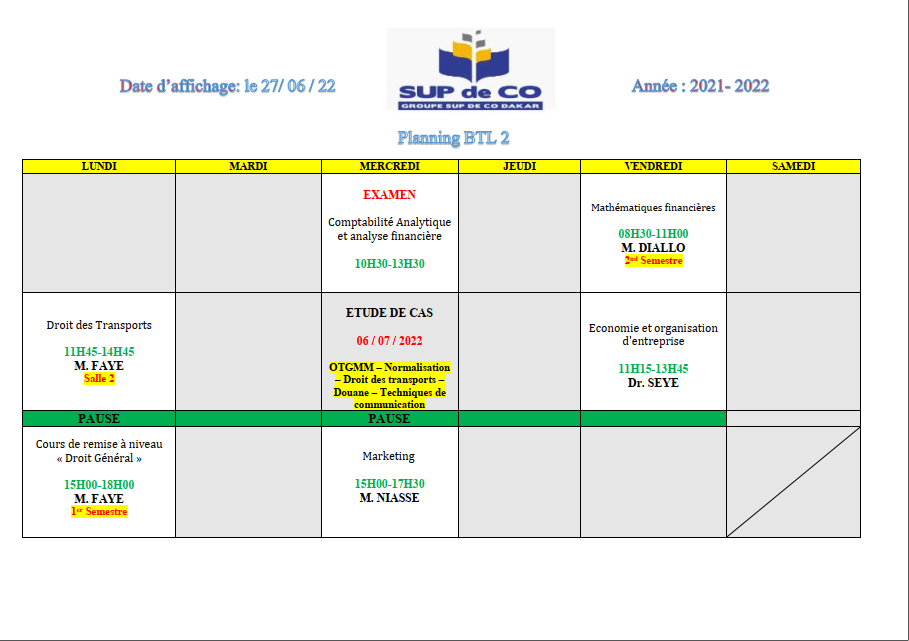 Date d'affichage: le 27/ 06 / 22
SUP de CO
GROUPE SUP DE CO DAKAR
Année : 2021- 2022
Planning BTL 2
LUNDI MARDI MERCREDI JEUDI VENDREDI SAMEDI
EXAMEN
Comptabilité Analytique
et analyse financière
10H30-13H30
Mathématiques financières
08H30-11H00
M. DIALLO
2nd Semestre
Droit des Transports
11H45-14H45
M. FAYE
Salle 2
ETUDE DE CAS
06 / 07 / 2022
OTGMM – Normalisation
– Droit des transports –
Douane – Techniques de
communication
Economie et organisation
d'entreprise
11H15-13H45
Dr. SEYE
PAUSE PAUSE
Cours de remise à niveau
« Droit Général »
15H00-18H00
M. FAYE
1er Semestre
Marketing
15H00-17H30
M. NIASSE